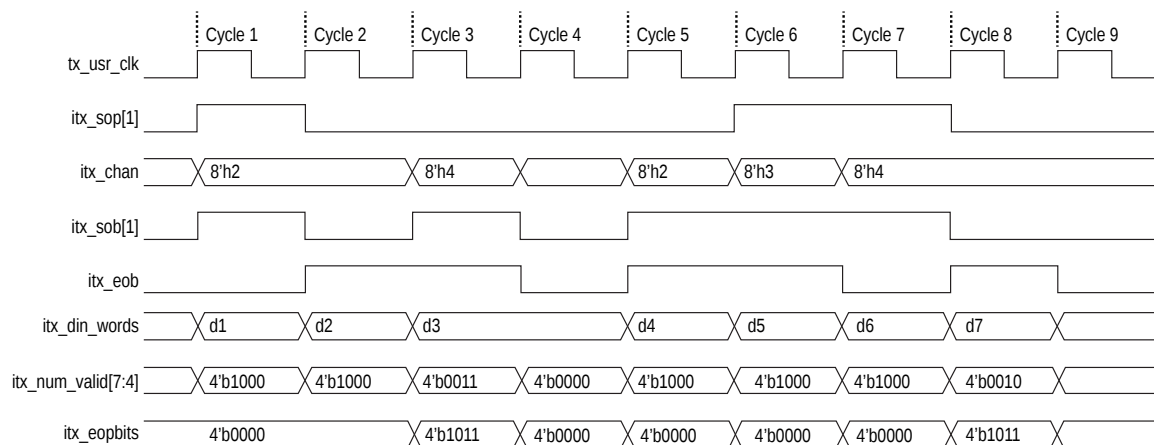 Cycle 1 Cycle 2 Cycle 3 Cycle 4 Cycle 5 Cycle 6 Cycle 7 Cycle 8 Cycle 9
tx_usr_clk
itx_sop[1]
itx_chan 8'h2 8'h4 8'h2 8'h3 8'h4
itx_sob[1]
itx_eob
itx_din_words d1 d2 d3 d4 d5 d6 d7
itx_num_valid[7:4] 4'b1000 4'b1000 4'b0011 4'b0000 4'b1000 4'b1000 4'b1000 4'b0010
itx_eopbits 4'b0000 4'b1011 4'b0000 4'b0000 4'b0000 4'b0000 4'b1011